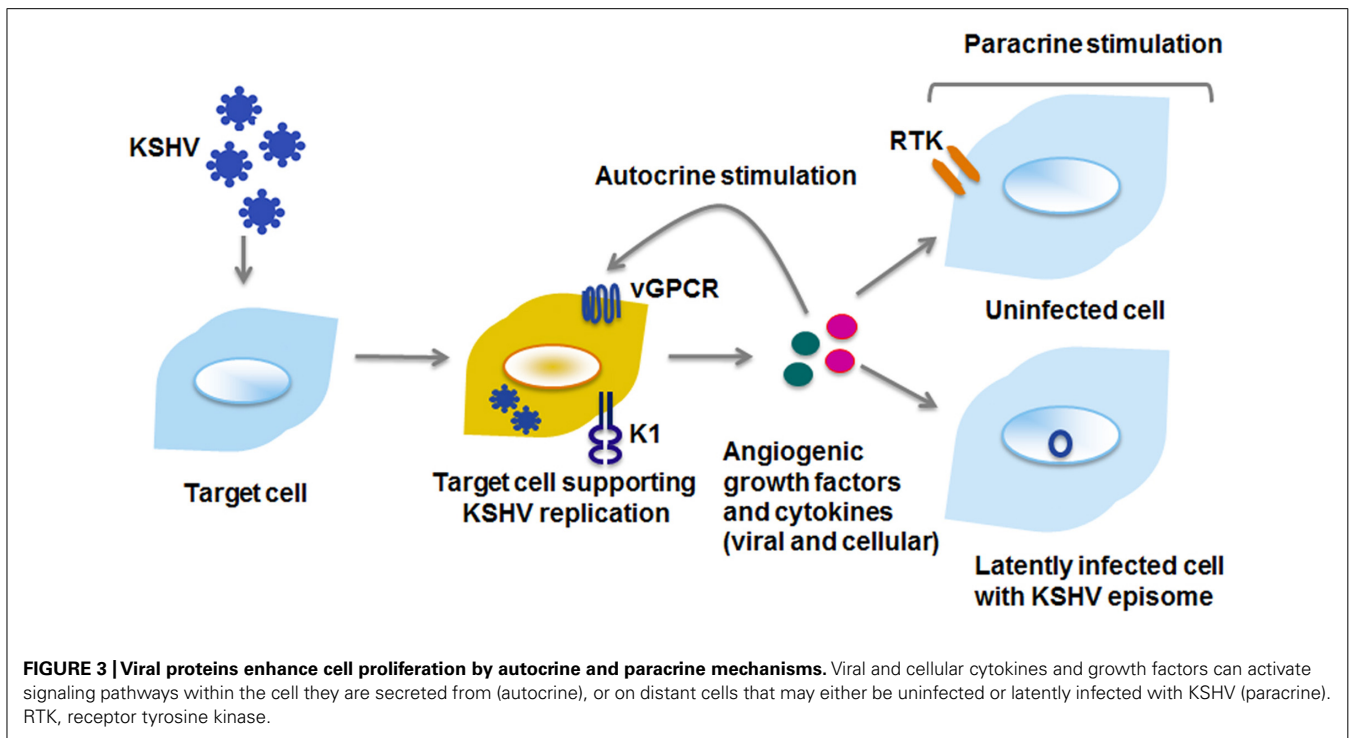 Paracrine stimulation
KSHV
RTK
Autocrine stimulation
vGPCR
Uninfected cell
K1
Target cell
Target cell supporting
KSHV replication
Angiogenic
growth factors
and cytokines
(viral and cellular)
Latently infected cell
with KSHV episome
FIGURE 3 | Viral proteins enhance cell proliferation by autocrine and paracrine mechanisms. Viral and cellular cytokines and growth factors can activate
signaling pathways within the cell they are secreted from (autocrine), or on distant cells that may either be uninfected or latently infected with KSHV (paracrine).
RTK, receptor tyrosine kinase.